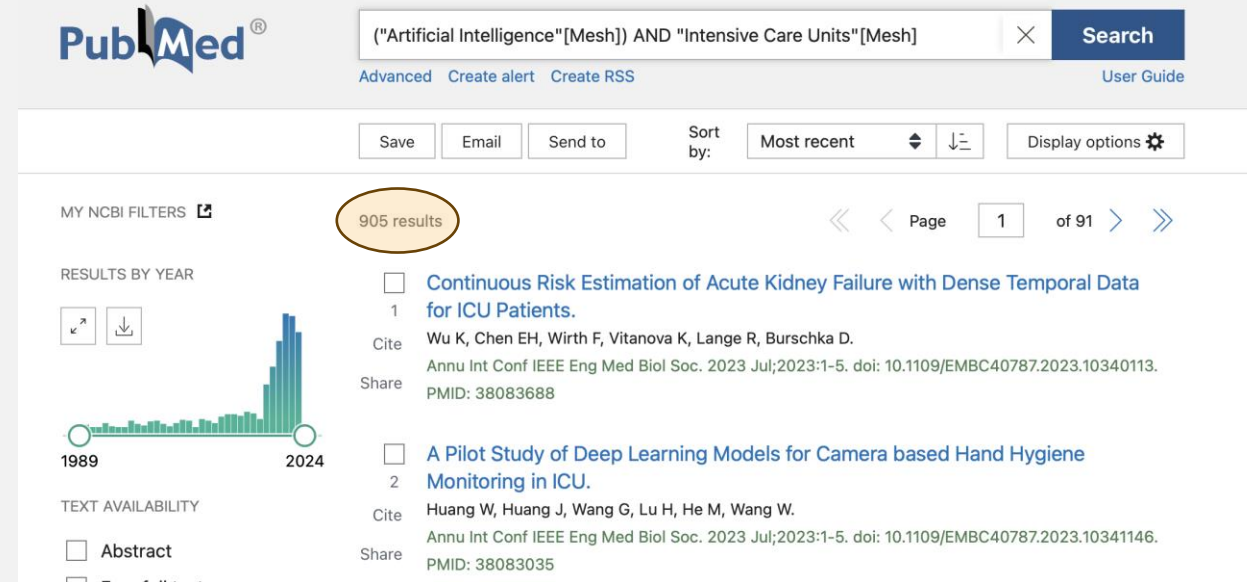 PubMed®
("Artificial Intelligence"[Mesh]) AND "Intensive Care Units"[Mesh]
Search
Advanced Create alert Create RSS
User Guide
Save Email Send to
Sort by:
Most recent
Display options
MY NCBI FILTERS
905 results
Page 1 of 91
RESULTS BY YEAR
1989 2024
TEXT AVAILABILITY
Abstract
1
Cite
Share
Continuous Risk Estimation of Acute Kidney Failure with Dense Temporal Data
for ICU Patients.
Wu K, Chen EH, Wirth F, Vitanova K, Lange R, Burschka D.
Annu Int Conf IEEE Eng Med Biol Soc. 2023 Jul;2023:1-5. doi: 10.1109/EMBC40787.2023.10340113.
PMID: 38083688
2
Cite
Share
A Pilot Study of Deep Learning Models for Camera based Hand Hygiene
Monitoring in ICU.
Huang W, Huang J, Wang G, Lu H, He M, Wang W.
Annu Int Conf IEEE Eng Med Biol Soc. 2023 Jul;2023:1-5. doi: 10.1109/EMBC40787.2023.10341146.
PMID: 38083035